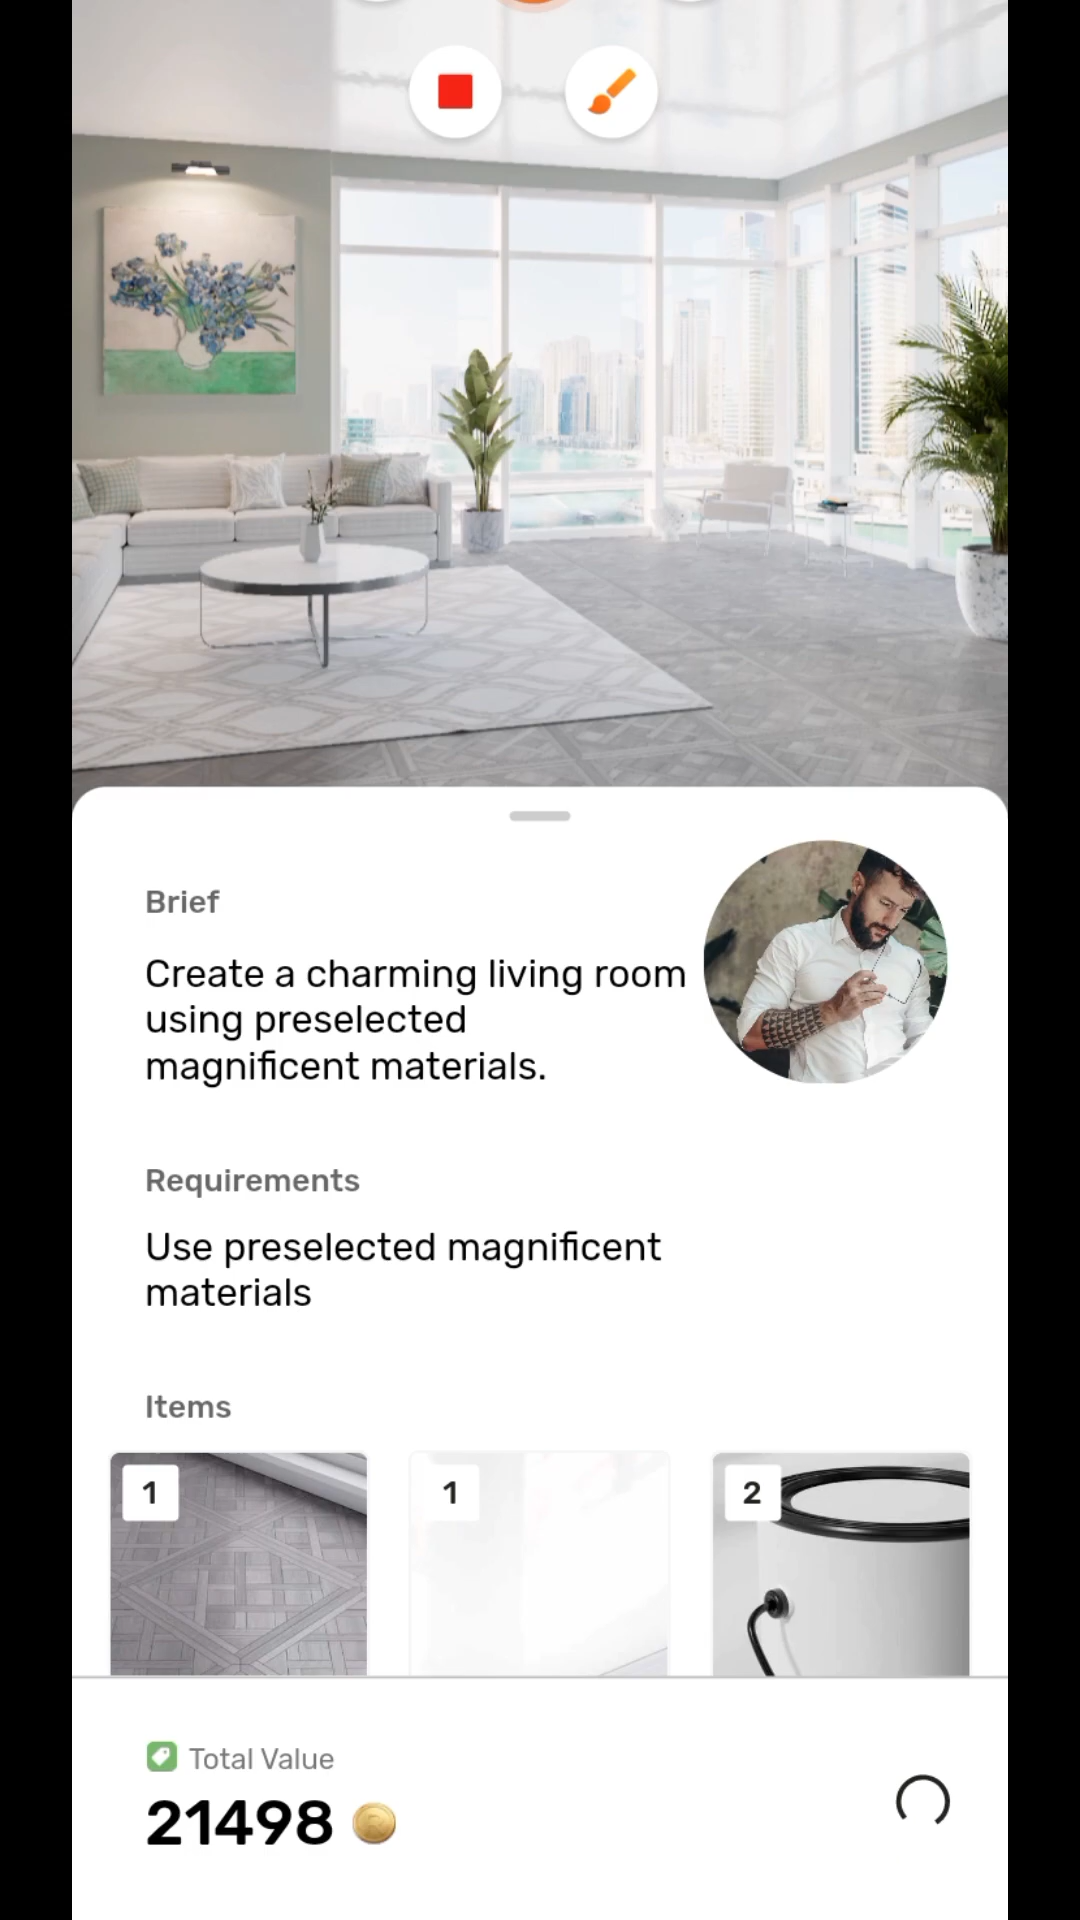 Brief
Create a charming living room
using preselected
magnificent materials.
Requirements
Use preselected magnificent
materials
Items
1
1
2
Total Value
21498